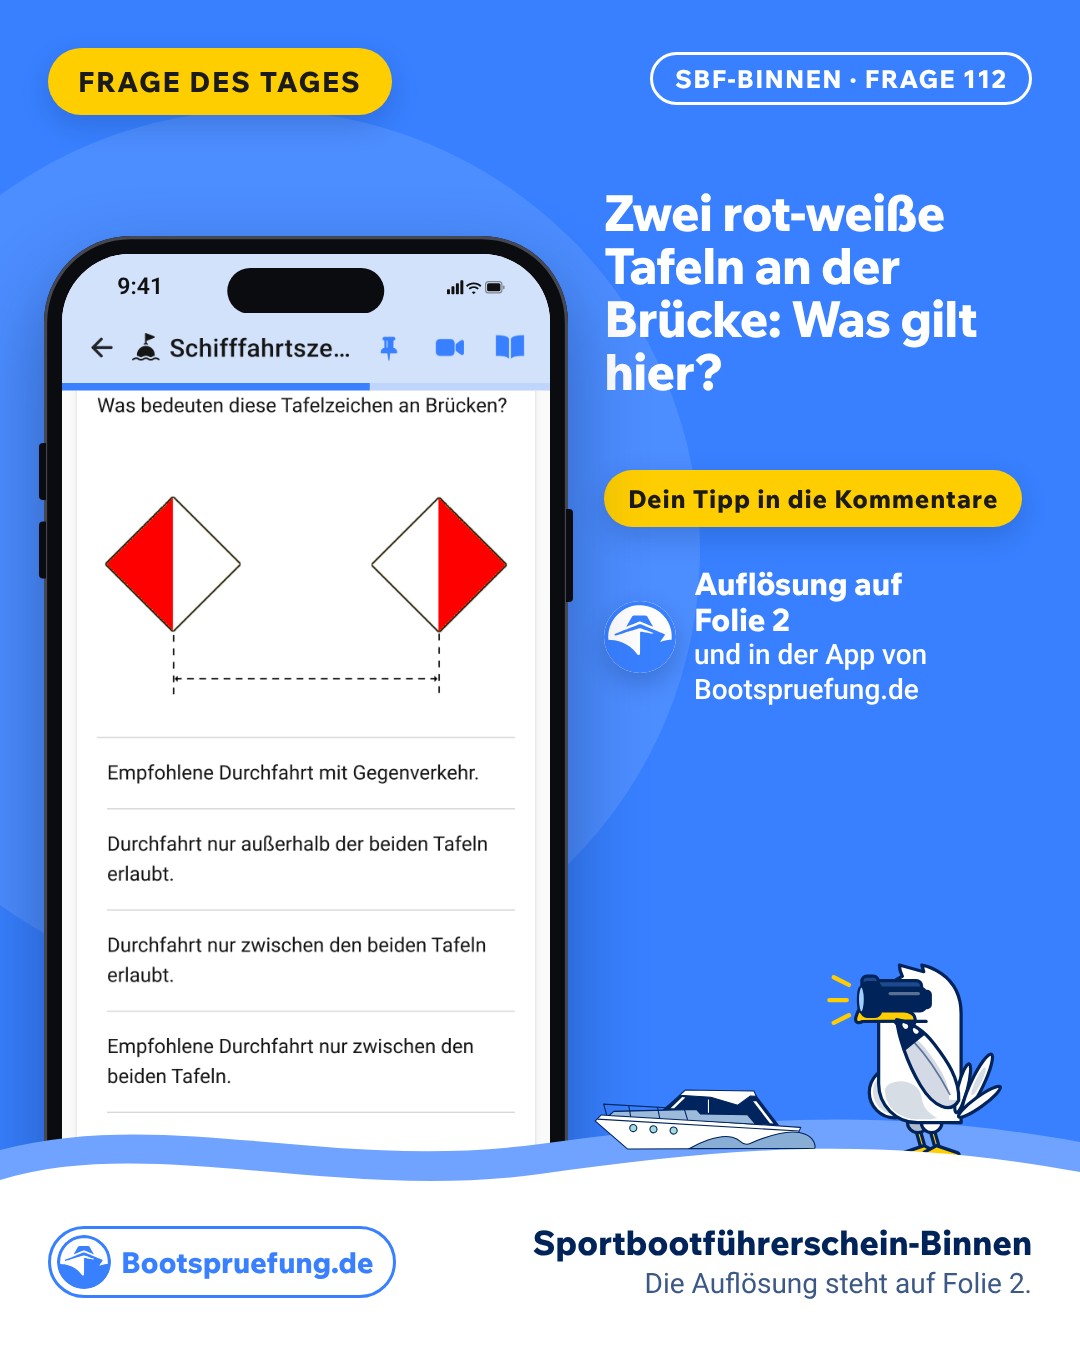 FRAGE DES TAGES
SBF-BINNEN · FRAGE 112
Zwei rot-weiße
Tafeln an der
Brücke: Was gilt
hier?
Dein Tipp in die Kommentare
Auflösung auf
Folie 2
und in der App von
Bootspruefung.de
9:41
Schifffahrtsze...
Was bedeuten diese Tafelzeichen an Brücken?
Empfohlene Durchfahrt mit Gegenverkehr.
Durchfahrt nur außerhalb der beiden Tafeln
erlaubt.
Durchfahrt nur zwischen den beiden Tafeln
erlaubt.
Empfohlene Durchfahrt nur zwischen den
beiden Tafeln.
Bootspruefung.de
Sportbootführerschein-Binnen
Die Auflösung steht auf Folie 2.